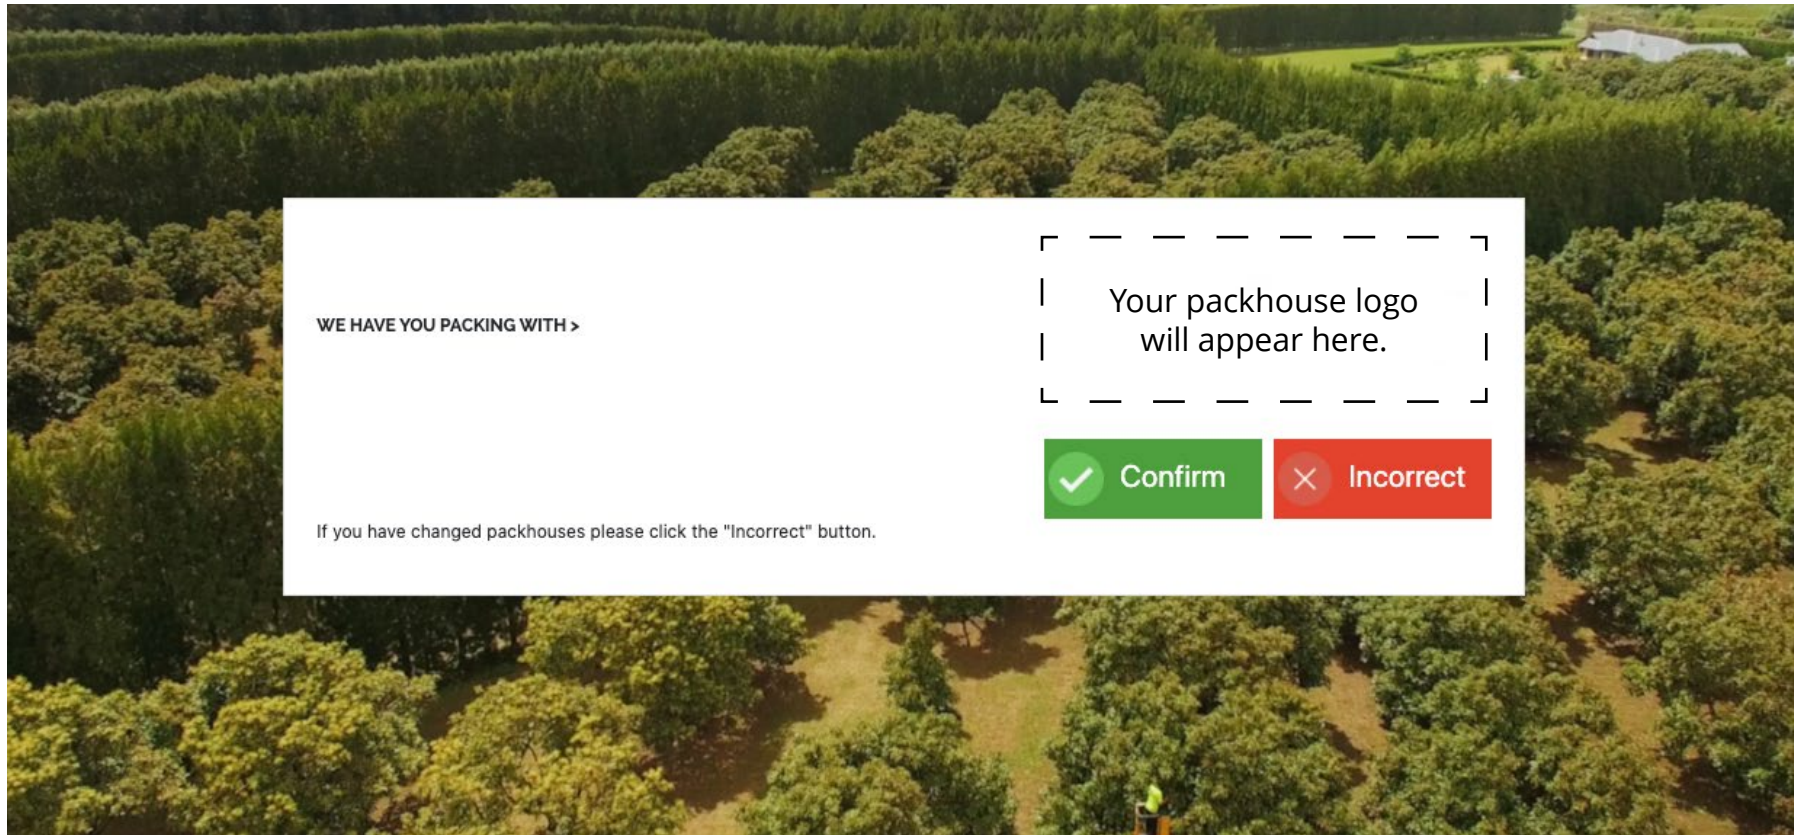 WE HAVE YOU PACKING WITH >
Your packhouse logo
will appear here.
Confirm
Incorrect
If you have changed packhouses please click the "Incorrect" button.